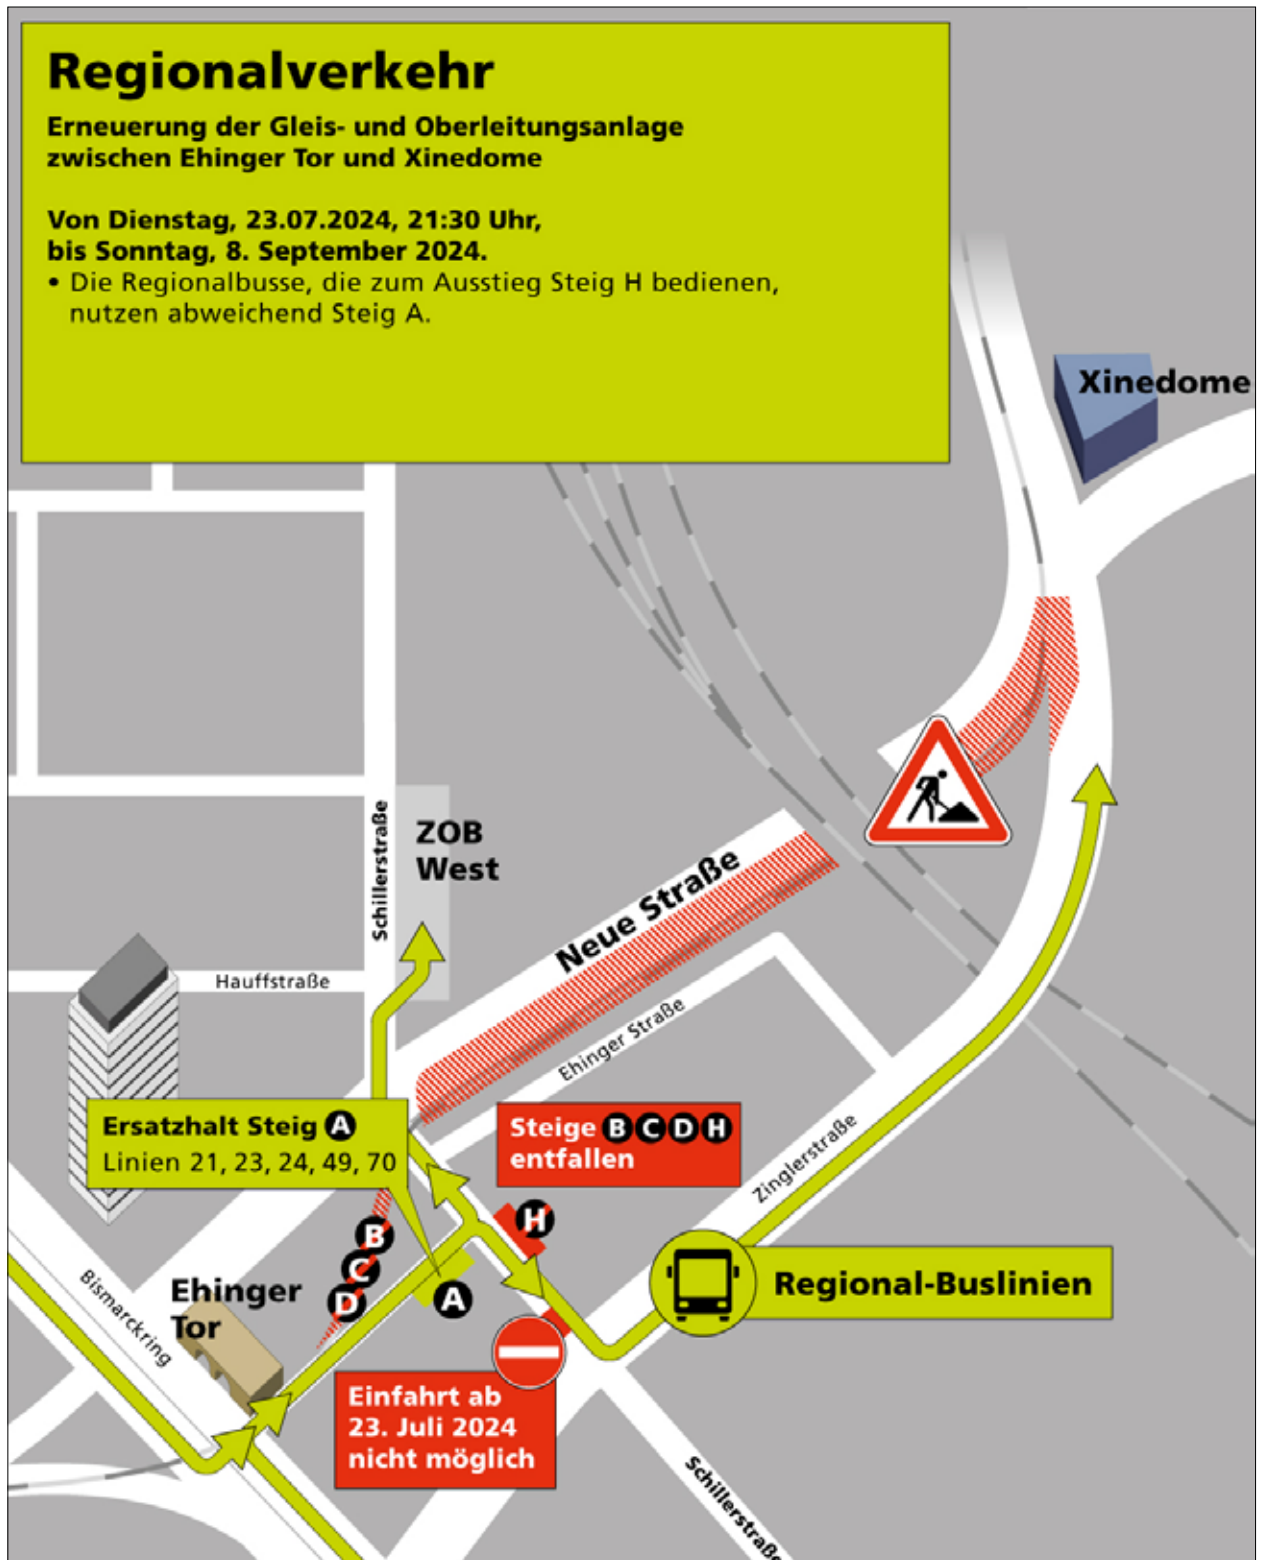 Regionalverkehr
Erneuerung der Gleis- und Oberleitungsanlage
zwischen Ehinger Tor und Xinedome
Von Dienstag, 23.07.2024, 21:30 Uhr,
bis Sonntag, 8. September 2024.
• Die Regionalbusse, die zum Ausstieg Steig H bedienen,
nutzen abweichend Steig A.
Xinedome
Schillerstraße
ZOB
West
Neue Straße
Hauffstraße
Ehinger Straße
Ersatzhalt Steig A
Linien 21, 23, 24, 49, 70
Steige B C D H
entfallen
Zinglerstraße
H
B
C
D
A
Bismarckring
Ehinger
Tor
Regional-Buslinien
Einfahrt ab
23. Juli 2024
nicht möglich
Schillerstraße